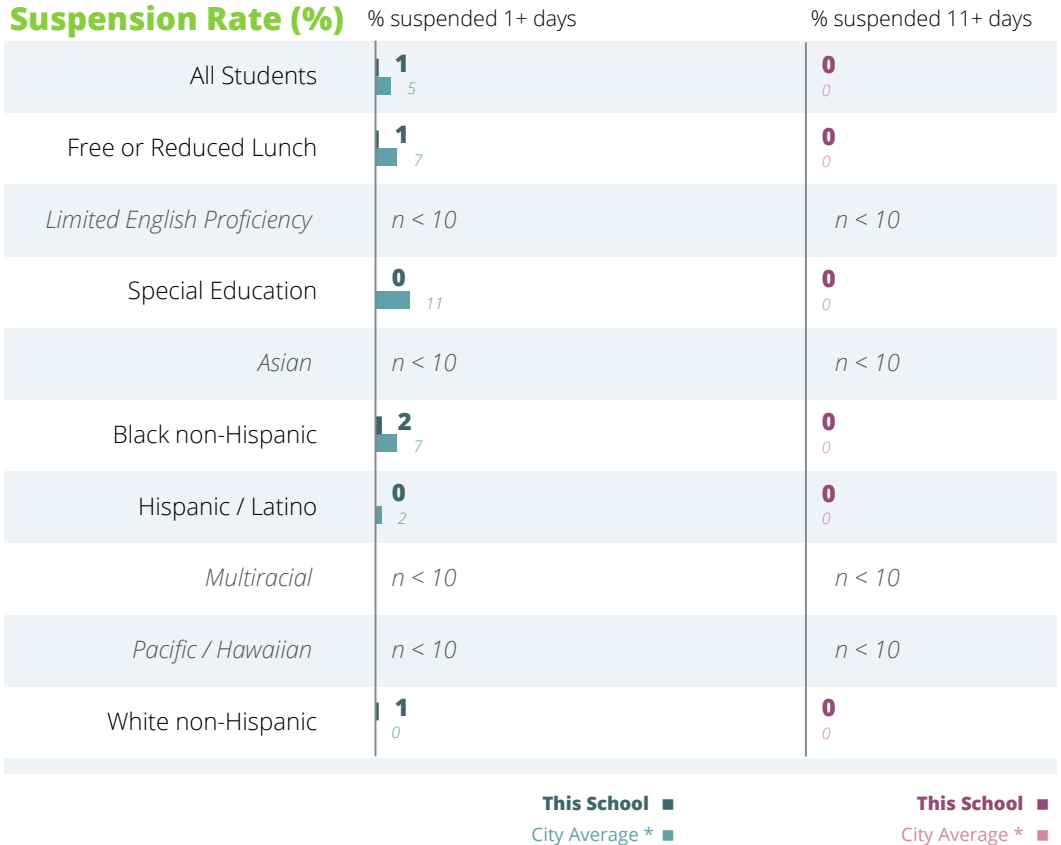 Suspension Rate (%) % suspended 1+ days % suspended 11+ days
All Students 1 0
5 0
Free or Reduced Lunch 1 0
7 0
Limited English Proficiency n < 10 n < 10
Special Education 0 0
11 0
Asian n < 10 n < 10
Black non-Hispanic 2 0
7 0
Hispanic / Latino 0 0
2 0
Multiracial n < 10 n < 10
Pacific / Hawaiian n < 10 n < 10
White non-Hispanic 1 0
0 0
This School This School
City Average * City Average *